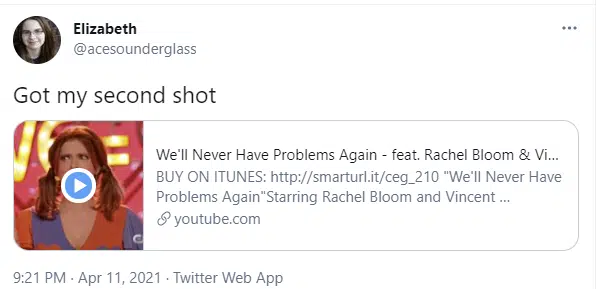 Elizabeth
@acesounderglass
Got my second shot
We'll Never Have Problems Again - feat. Rachel Bloom & Vi...
BUY ON ITUNES: http://smarturl.it/ceg_210 "We'll Never Have
Problems Again"Starring Rachel Bloom and Vincent ...
youtube.com
9:21 PM · Apr 11, 2021 · Twitter Web App